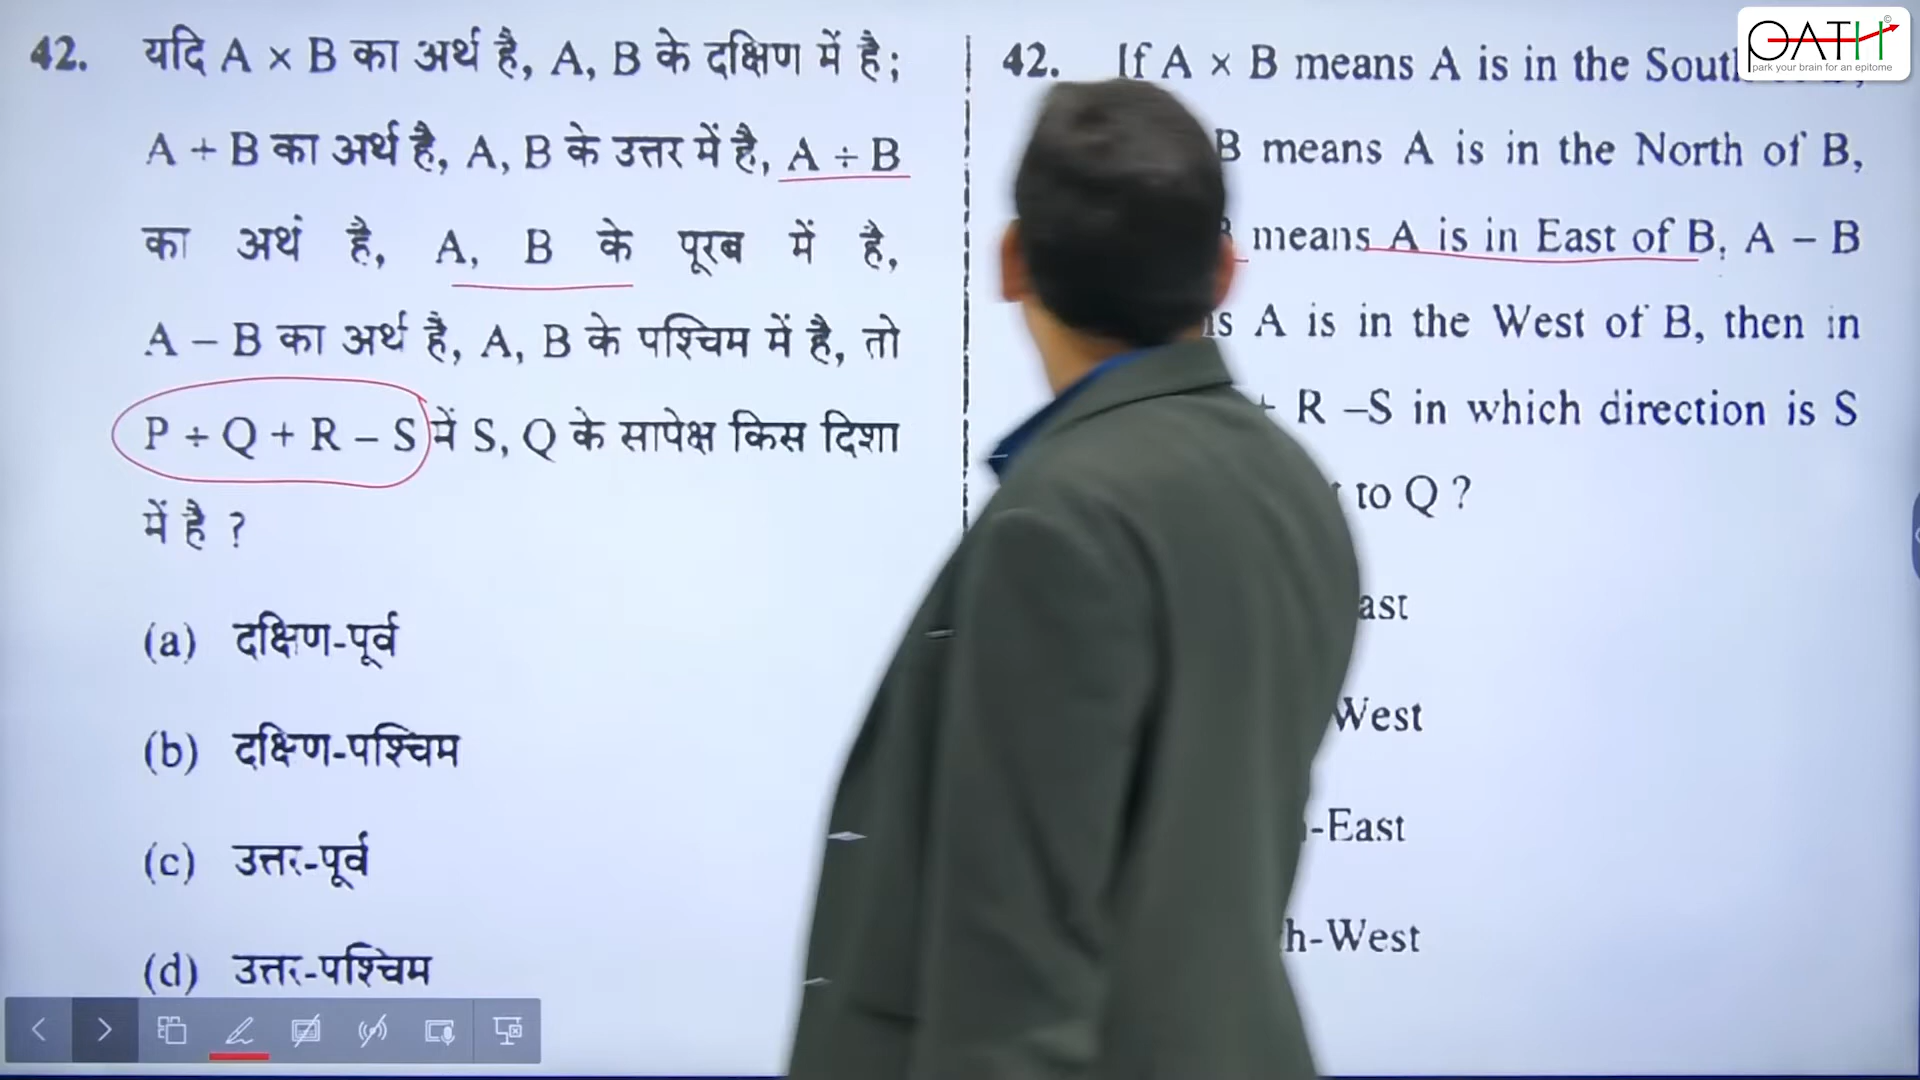 42. यदि A × B का अर्थ है, A, B के दक्षिण में है;
A + B का अर्थ है, A, B के उत्तर में है, A ÷ B
का अर्थ है, A, B के पूरब में है,
A – B का अर्थ है, A, B के पश्चिम में है, तो
P ÷ Q + R – S में S, Q के सापेक्ष किस दिशा
में है ?
(a) दक्षिण-पूर्व
(b) दक्षिण-पश्चिम
(c) उत्तर-पूर्व
(d) उत्तर-पश्चिम
42. If A × B means A is in the
B means A is in the North of B,
means A is in East of B, A – B
A is in the West of B, then in
R –S in which direction is S
to Q ?
West
-East
-West
PATH
park your brain for an epitome